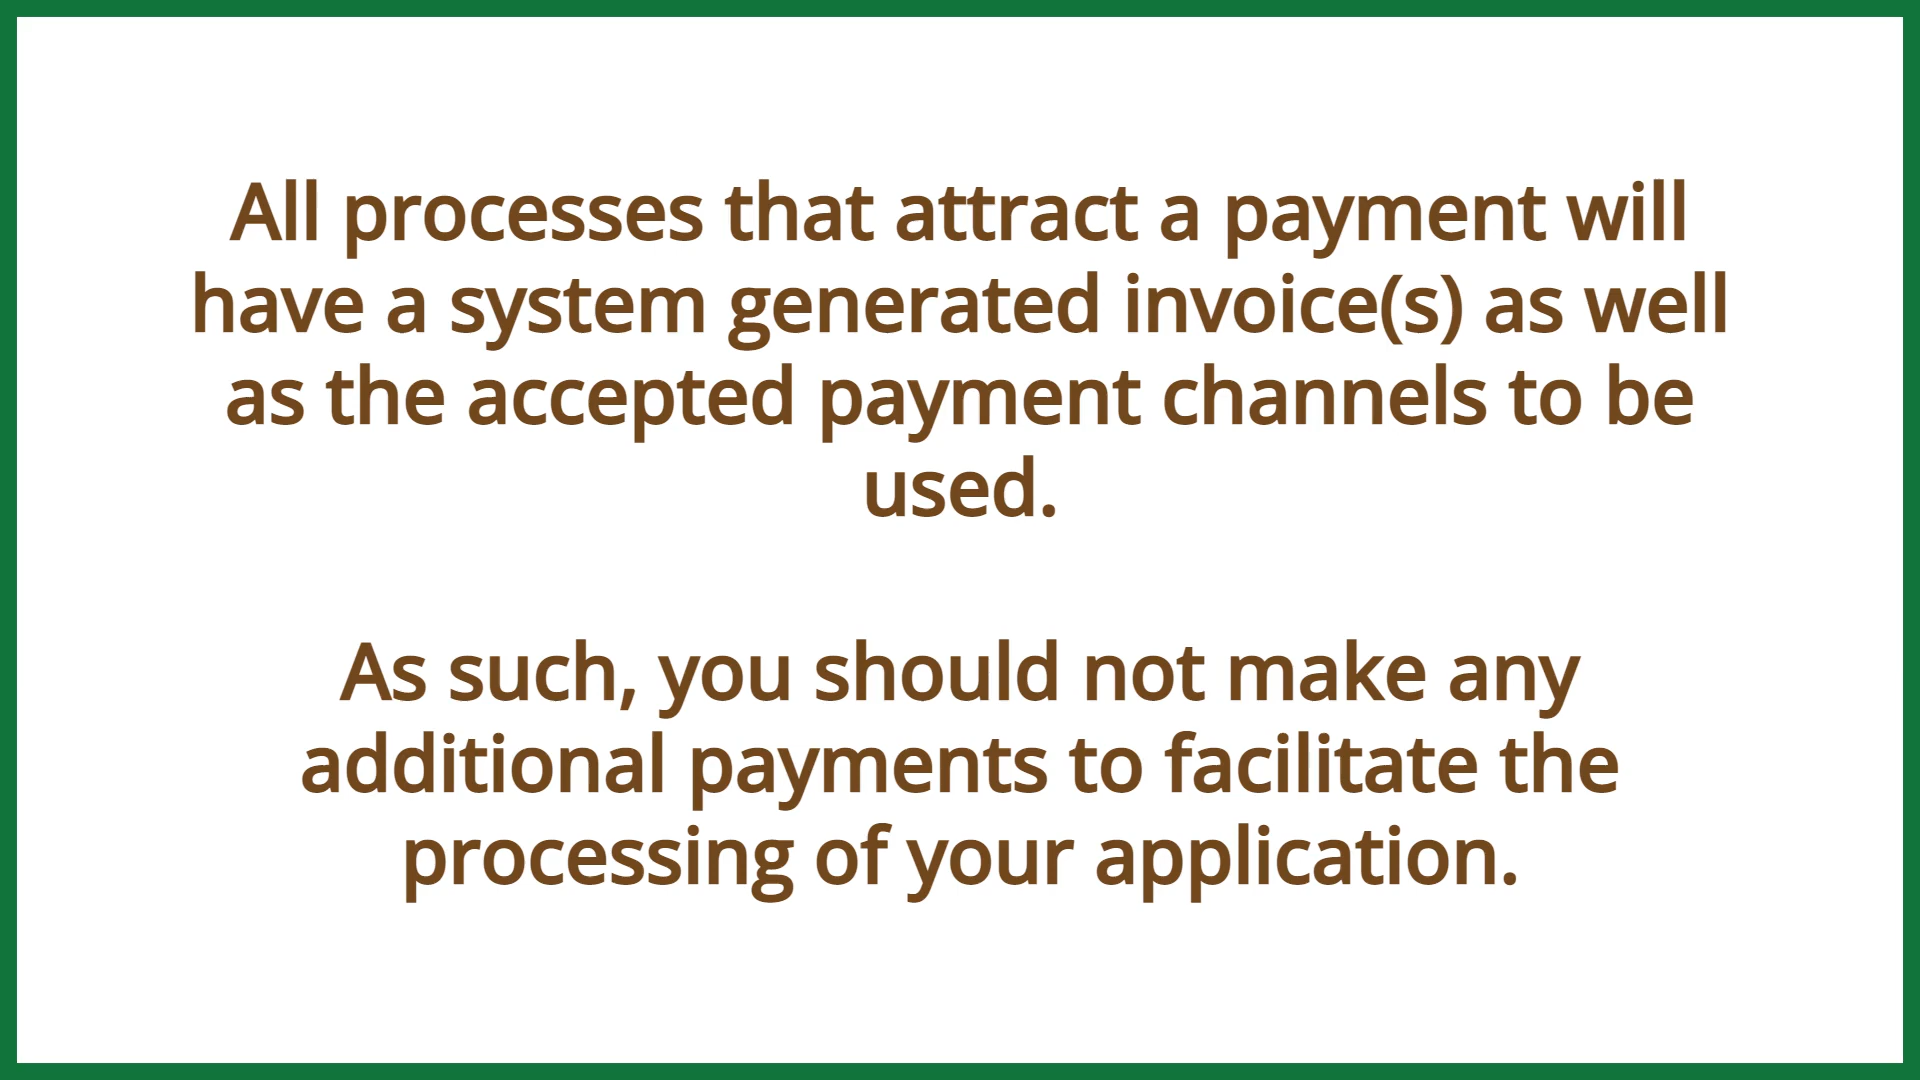 All processes that attract a payment will
have a system generated invoice(s) as well
as the accepted payment channels to be
used.
As such, you should not make any
additional payments to facilitate the
processing of your application.